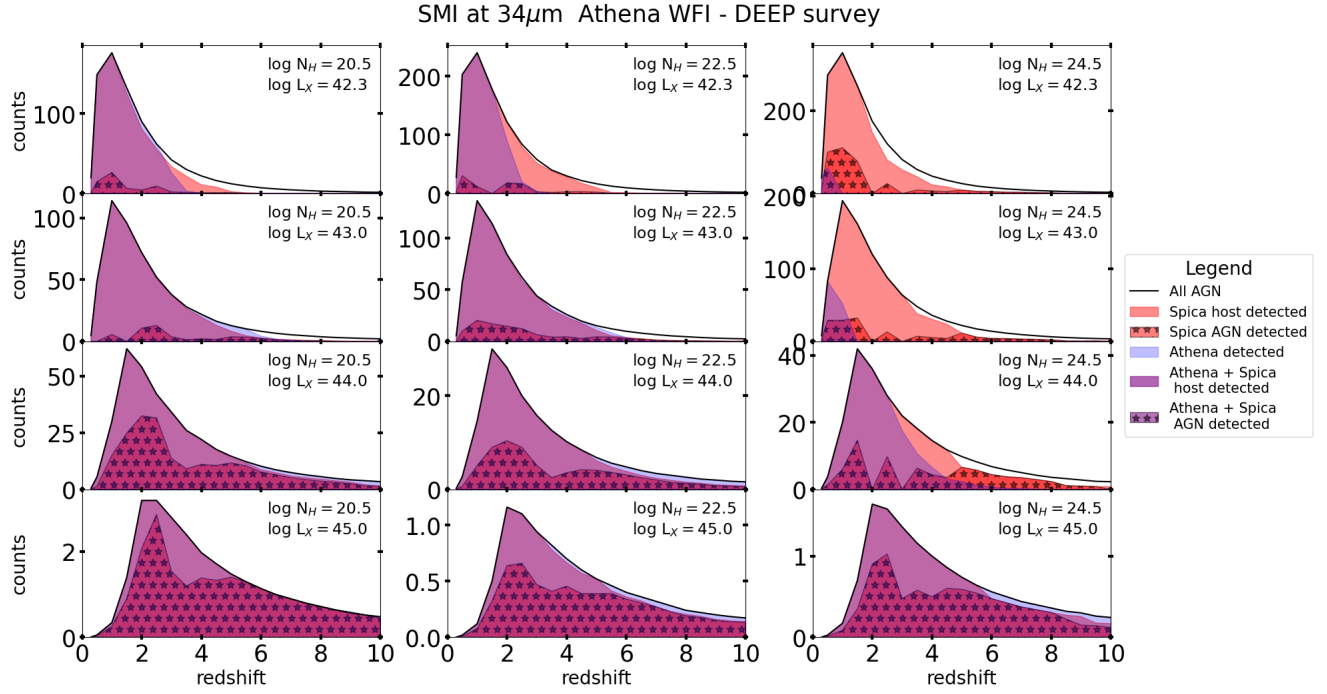 SMI at 34μm Athena WFI - DEEP survey
counts
100
0
log N_H = 20.5
log L_X = 42.3
200
100
0
log N_H = 22.5
log L_X = 42.3
200
0
log N_H = 24.5
log L_X = 42.3
counts
100
50
0
log N_H = 20.5
log L_X = 43.0
100
50
0
log N_H = 22.5
log L_X = 43.0
200
100
0
log N_H = 24.5
log L_X = 43.0
counts
50
25
0
log N_H = 20.5
log L_X = 44.0
20
0
log N_H = 22.5
log L_X = 44.0
40
20
0
log N_H = 24.5
log L_X = 44.0
counts
2
0
log N_H = 20.5
log L_X = 45.0
1.0
0.5
0.0
log N_H = 22.5
log L_X = 45.0
1
0
log N_H = 24.5
log L_X = 45.0
0 2 4 6 8 10
redshift
0 2 4 6 8 10
redshift
0 2 4 6 8 10
redshift
Legend
All AGN
Spica host detected
Spica AGN detected
Athena detected
Athena + Spica
host detected
Athena + Spica
AGN detected